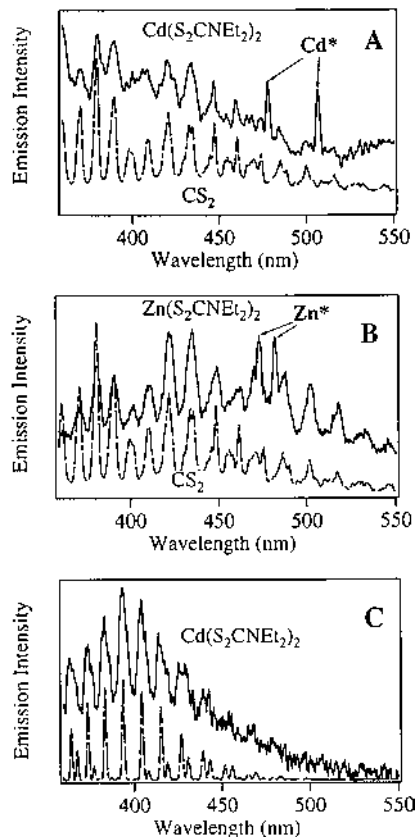 Cd(S₂CNEt₂)₂
A
Cd*
Emission Intensity
CS₂
400 450 500 550
Wavelength (nm)
Zn(S₂CNEt₂)₂
Zn*
B
Emission Intensity
CS₂
400 450 500 550
Wavelength (nm)
C
Cd(S₂CNEt₂)₂
Emission Intensity
400 450 500 550
Wavelength (nm)